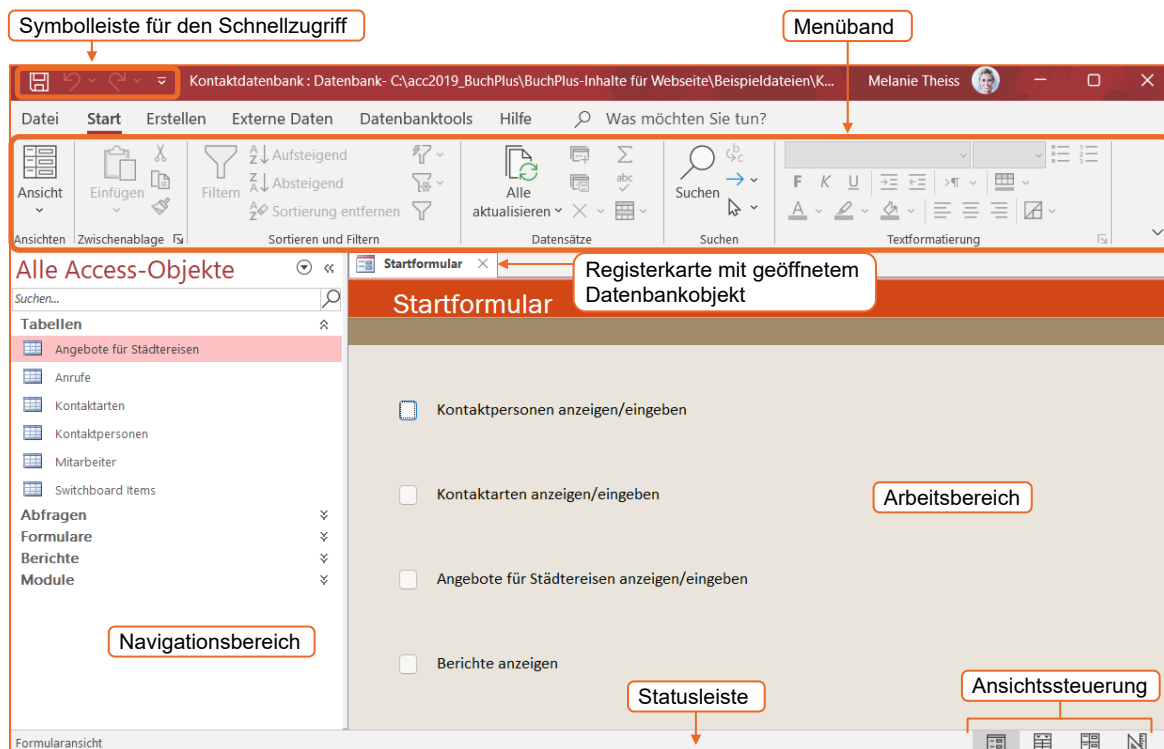 Symbolleiste für den Schnellzugriff
Menüband
Kontaktdatenbank : Datenbank- C:\acc2019_BuchPlus\BuchPlus-Inhalte für Webseite\Beispieldateien\K...
Melanie Theiss
Datei Start Erstellen Externe Daten Datenbanktools Hilfe Was möchten Sie tun?
Ansicht
Einfügen
Filtern
Aufsteigend
Absteigend
Sortierung entfernen
Alle
aktualisieren
Suchen
F K U
Ansichten
Zwischenablage
Sortieren und Filtern
Datensätze
Suchen
Textformatierung
Alle Access-Objekte
Suchen...
Tabellen
Angebote für Städtereisen
Anrufe
Kontaktarten
Kontaktpersonen
Mitarbeiter
Switchboard Items
Abfragen
Formulare
Berichte
Module
Navigationsbereich
Startformular
Registerkarte mit geöffnetem
Datenbankobjekt
Startformular
Kontaktpersonen anzeigen/eingeben
Kontaktarten anzeigen/eingeben
Arbeitsbereich
Angebote für Städtereisen anzeigen/eingeben
Berichte anzeigen
Statusleiste
Ansichtssteuerung
Formularansicht